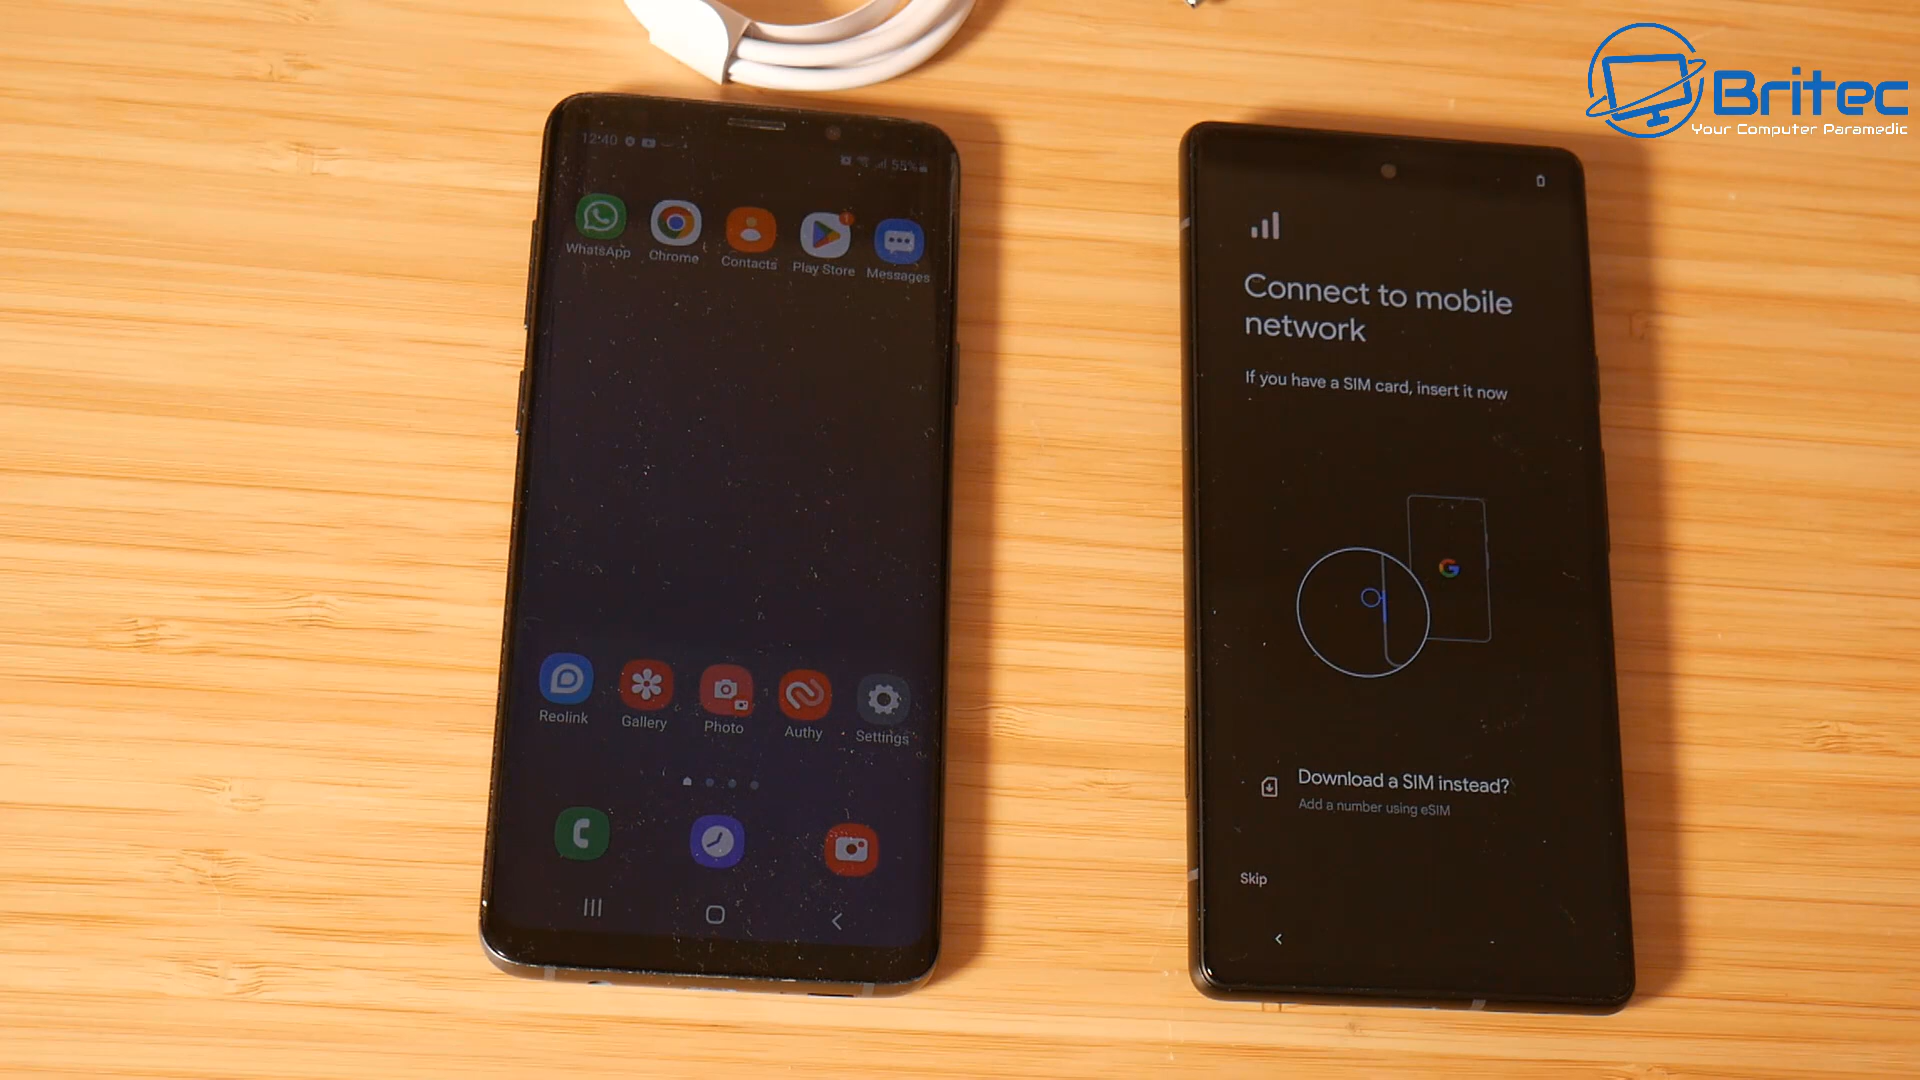 Britec
Your Computer Paramedic
12:40
55%
WhatsApp
Chrome
Contacts
Play Store
Messages
Reolink
Gallery
Photo
Authy
Settings
Connect to mobile
network
If you have a SIM card, insert it now
G
Download a SIM instead?
Add a number using eSIM
Skip